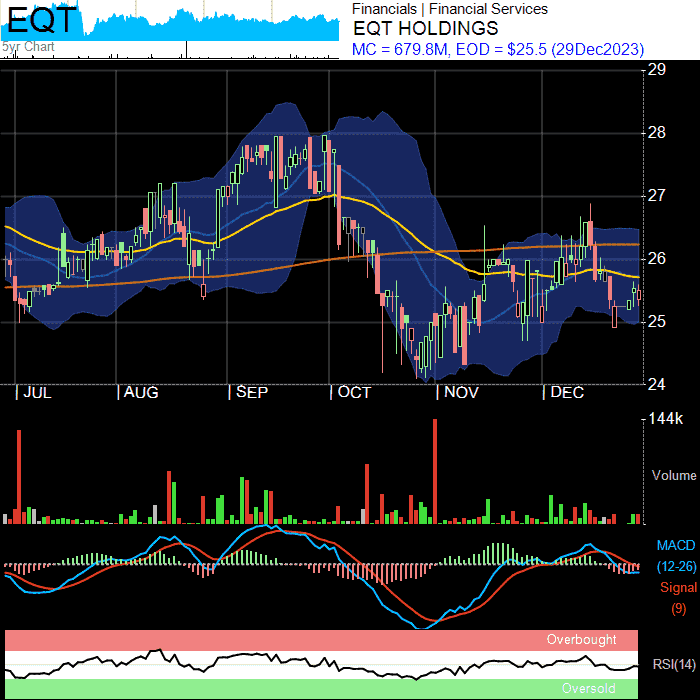 EQT
5yr Chart
Financials | Financial Services
EQT HOLDINGS
MC = 679.8M, EOD = $25.5 (29Dec2023)
29
28
27
26
25
24
| JUL | AUG | SEP | OCT | NOV | DEC
144k
Volume
MACD
(12-26)
Signal
(9)
Overbought
RSI(14)
Oversold